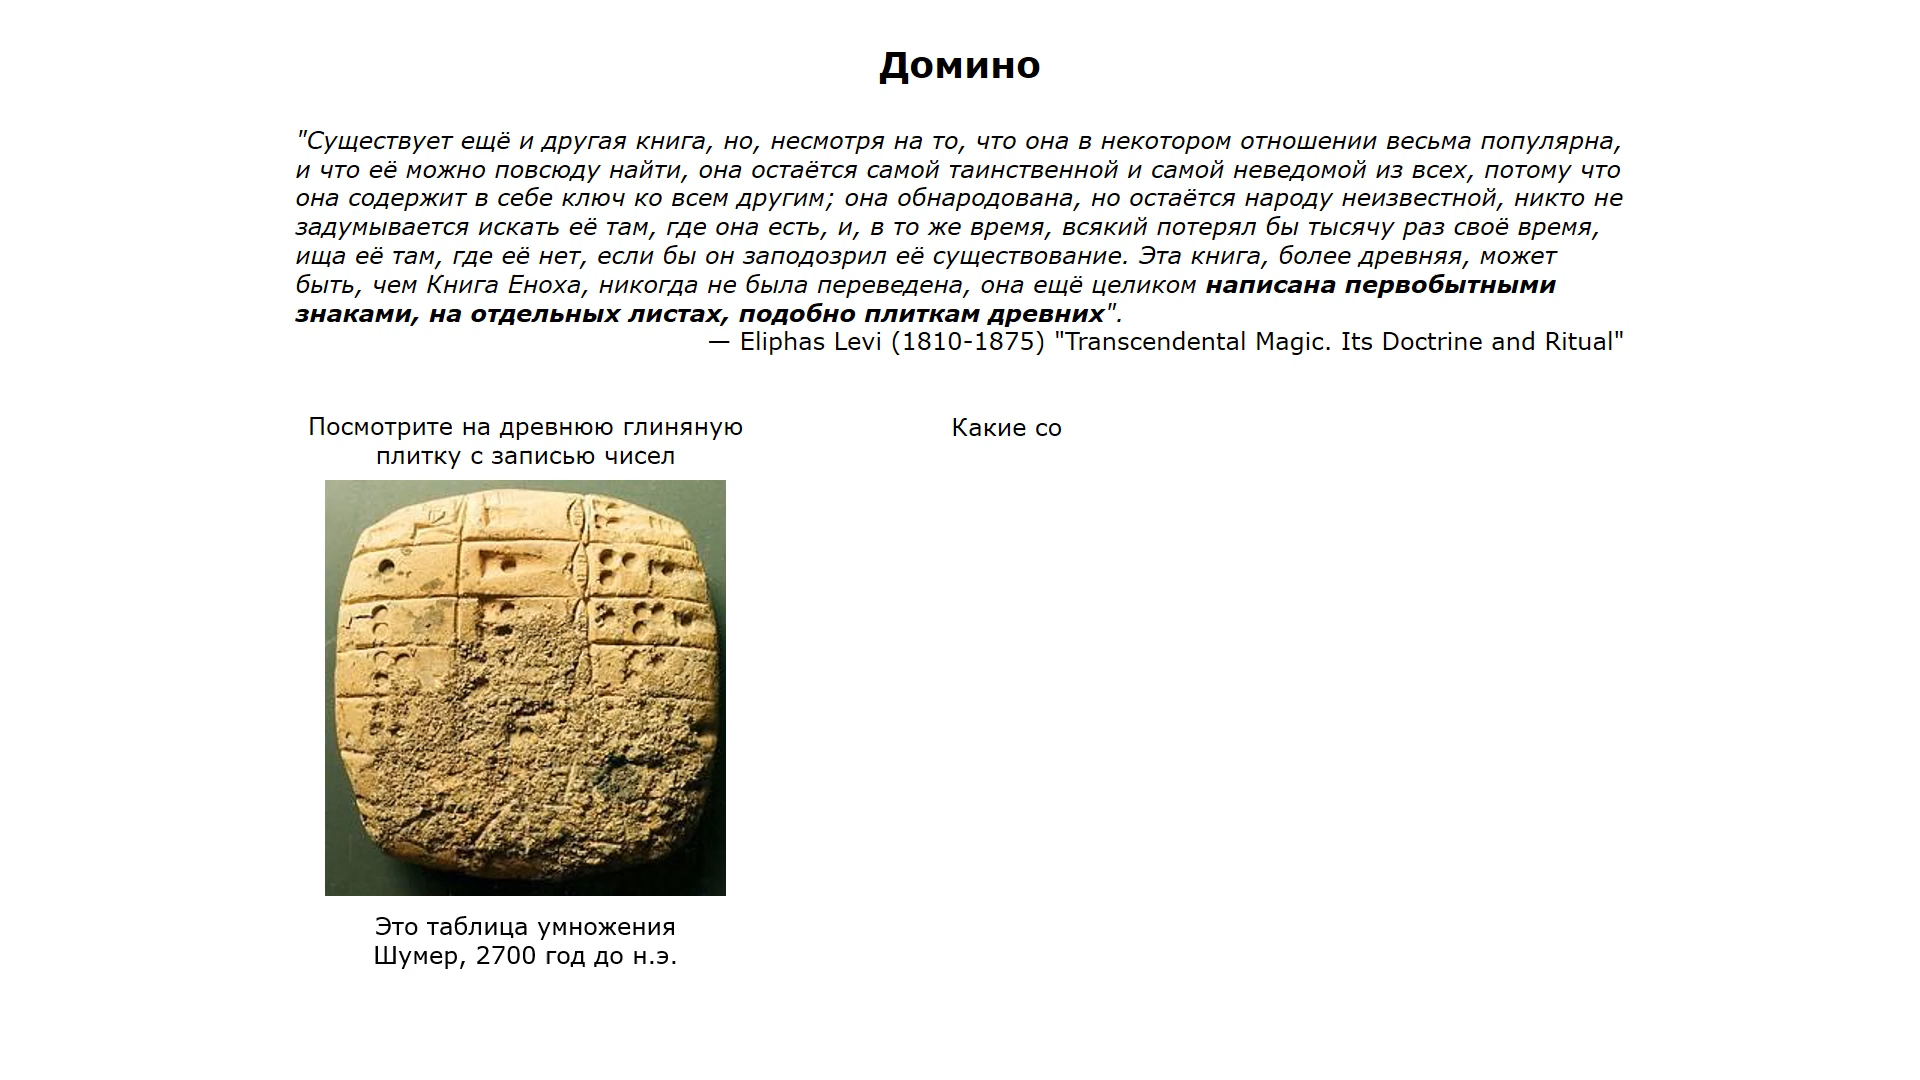 Домино
"Существует ещё и другая книга, но, несмотря на то, что она в некотором отношении весьма популярна,
и что её можно повсюду найти, она остаётся самой таинственной и самой неведомой из всех, потому что
она содержит в себе ключ ко всем другим; она обнародована, но остаётся народу неизвестной, никто не
задумывается искать её там, где она есть, и, в то же время, всякий потерял бы тысячу раз своё время,
ища её там, где её нет, если бы он заподозрил её существование. Эта книга, более древняя, может
быть, чем Книга Еноха, никогда не была переведена, она ещё целиком написана первобытными
знаками, на отдельных листах, подобно плиткам древних".
— Eliphas Levi (1810-1875) "Transcendental Magic. Its Doctrine and Ritual"
Посмотрите на древнюю глиняную
плитку с записью чисел
Это таблица умножения
Шумер, 2700 год до н.э.
Какие со